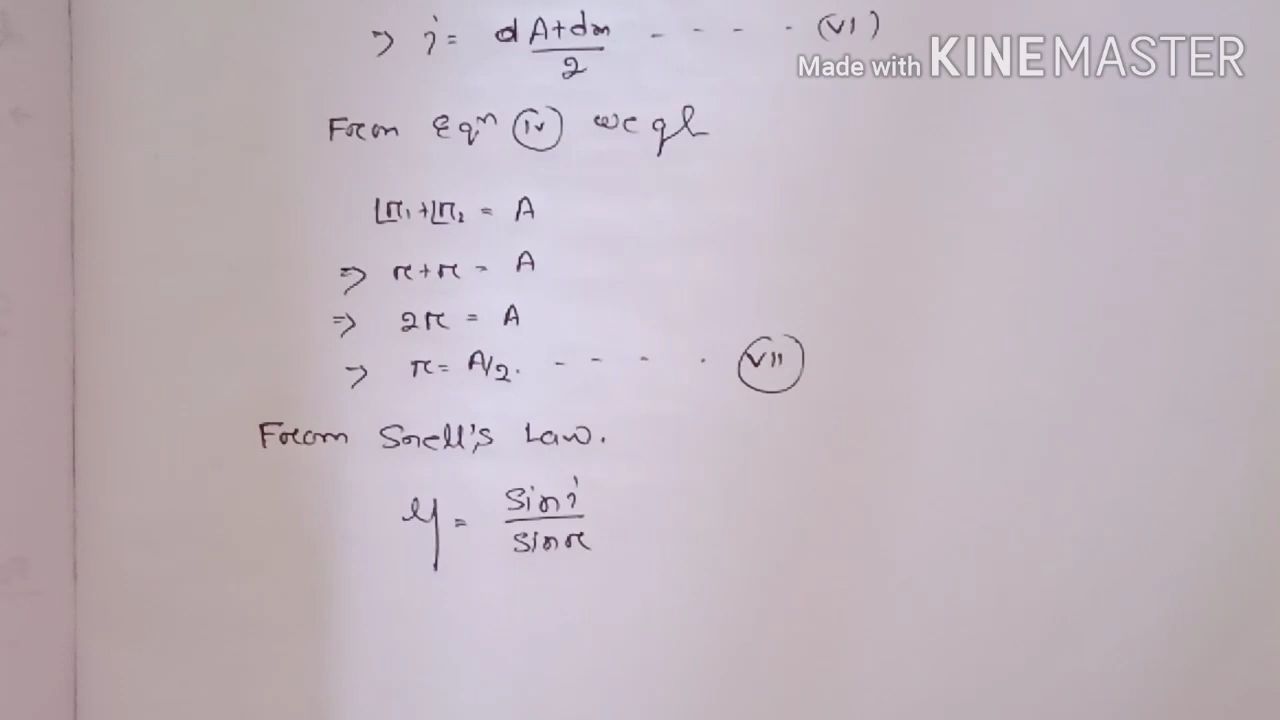 ⇒ i = A+dm/2 - - - - (VI)
Made with KINEMASTER
From Eqn (iv) we get
∠r1 + ∠r2 = A
⇒ r+r = A
⇒ 2r = A
⇒ r = A/2. - - - . (VII)
From Snell's Law.
μ = sin i/sin r